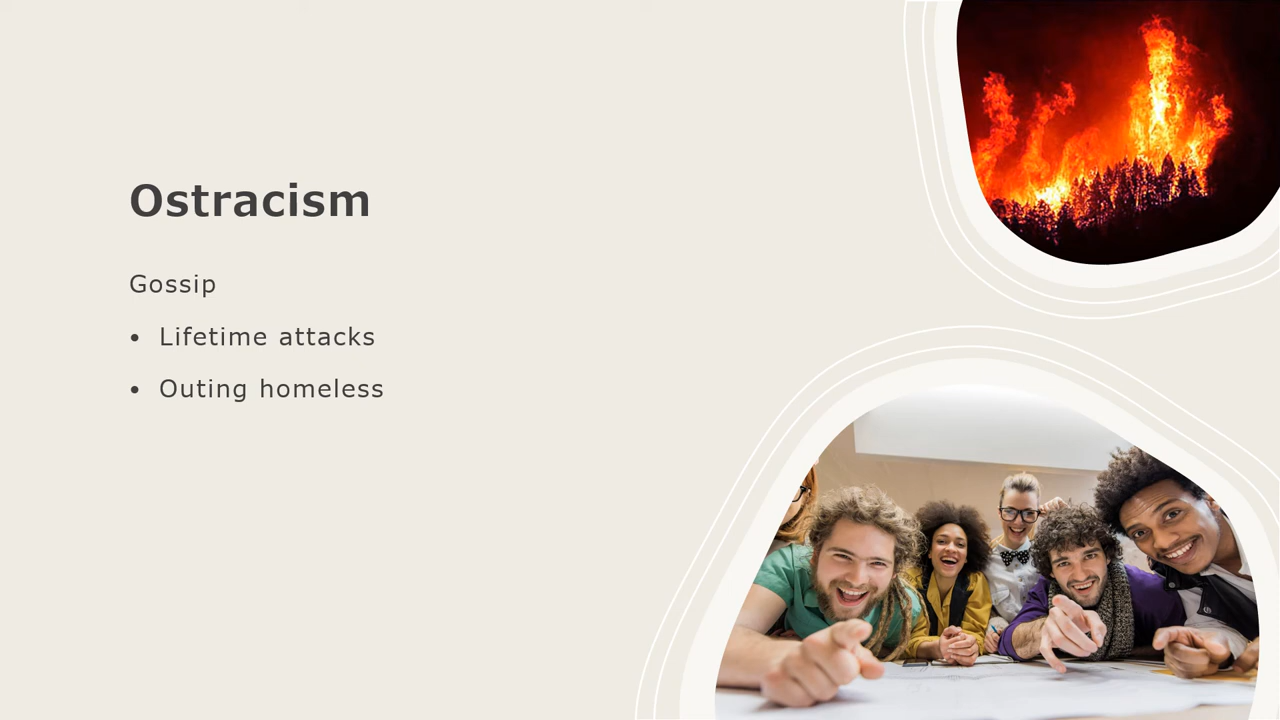 Ostracism
Gossip
• Lifetime attacks
• Outing homeless